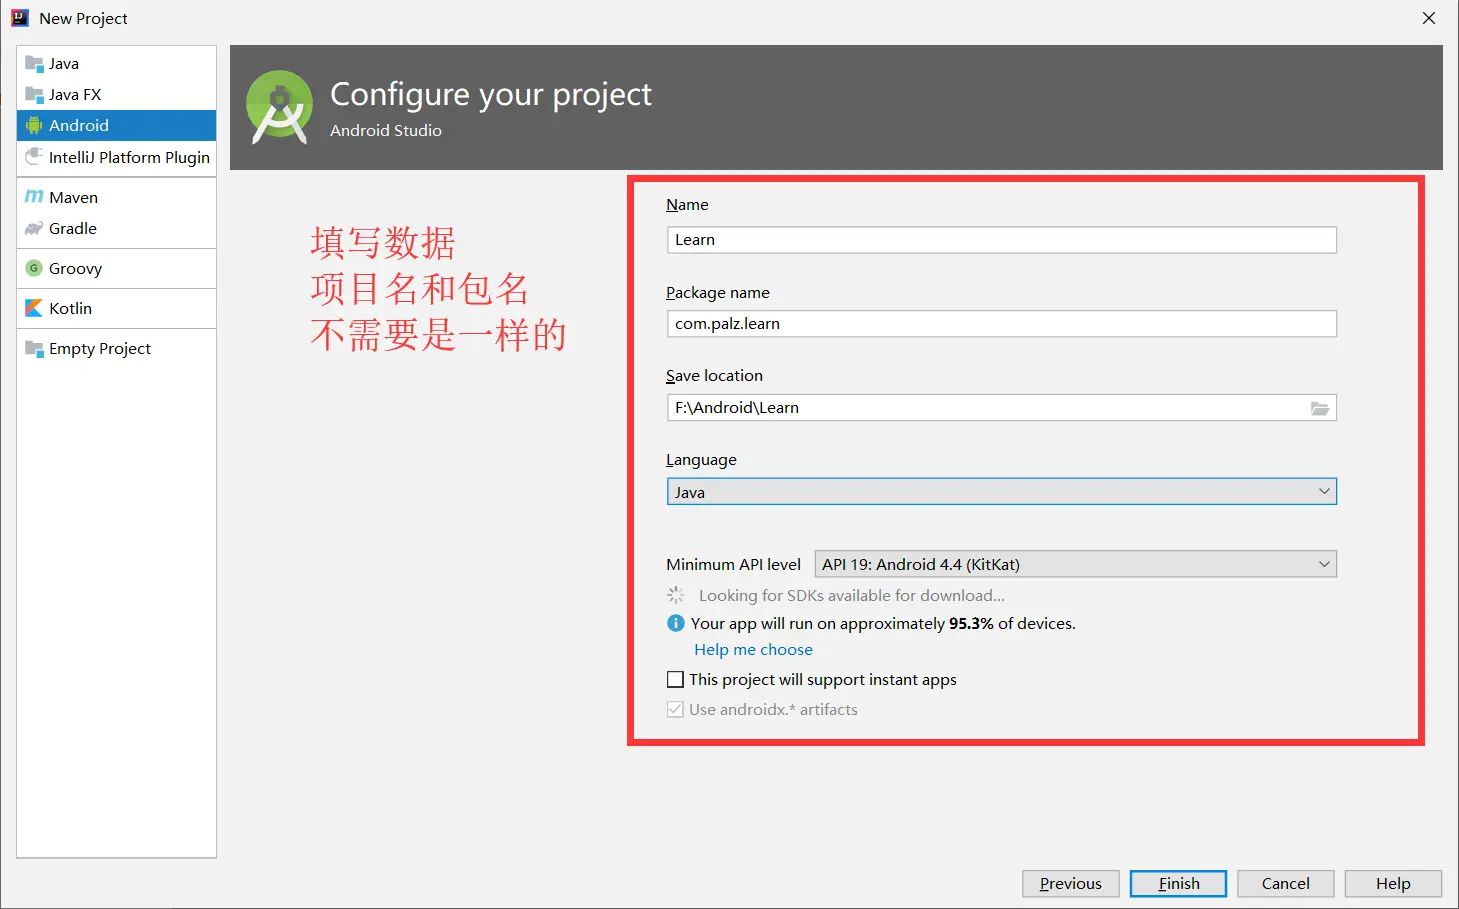 New Project
Java
Java FX
Android
IntelliJ Platform Plugin
Maven
Gradle
Groovy
Kotlin
Empty Project
Configure your project
Android Studio
填写数据
项目名和包名
不需要是一样的
Name
Learn
Package name
com.palz.learn
Save location
F:\Android\Learn
Language
Java
Minimum API level API 19: Android 4.4 (KitKat)
Looking for SDKs available for download...
Your app will run on approximately 95.3% of devices.
Help me choose
This project will support instant apps
Use androidx.* artifacts
Previous Finish Cancel Help